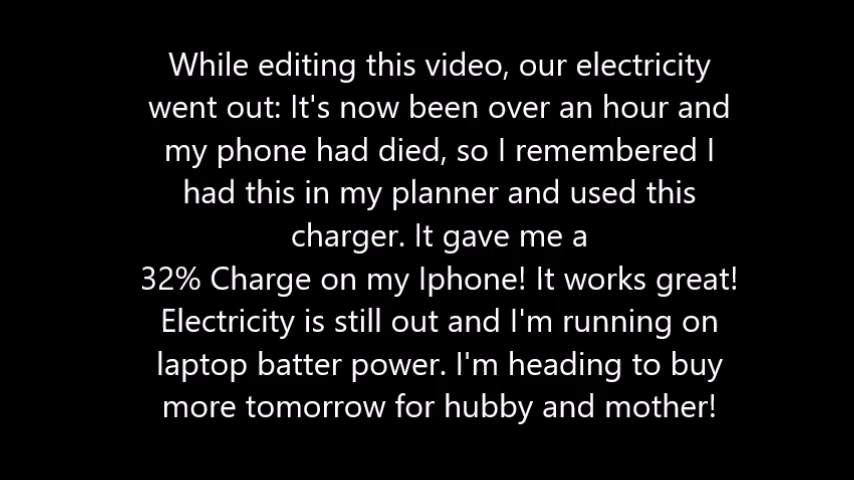 While editing this video, our electricity
went out: It's now been over an hour and
my phone had died, so I remembered I
had this in my planner and used this
charger. It gave me a
32% Charge on my Iphone! It works great!
Electricity is still out and I'm running on
laptop batter power. I'm heading to buy
more tomorrow for hubby and mother!